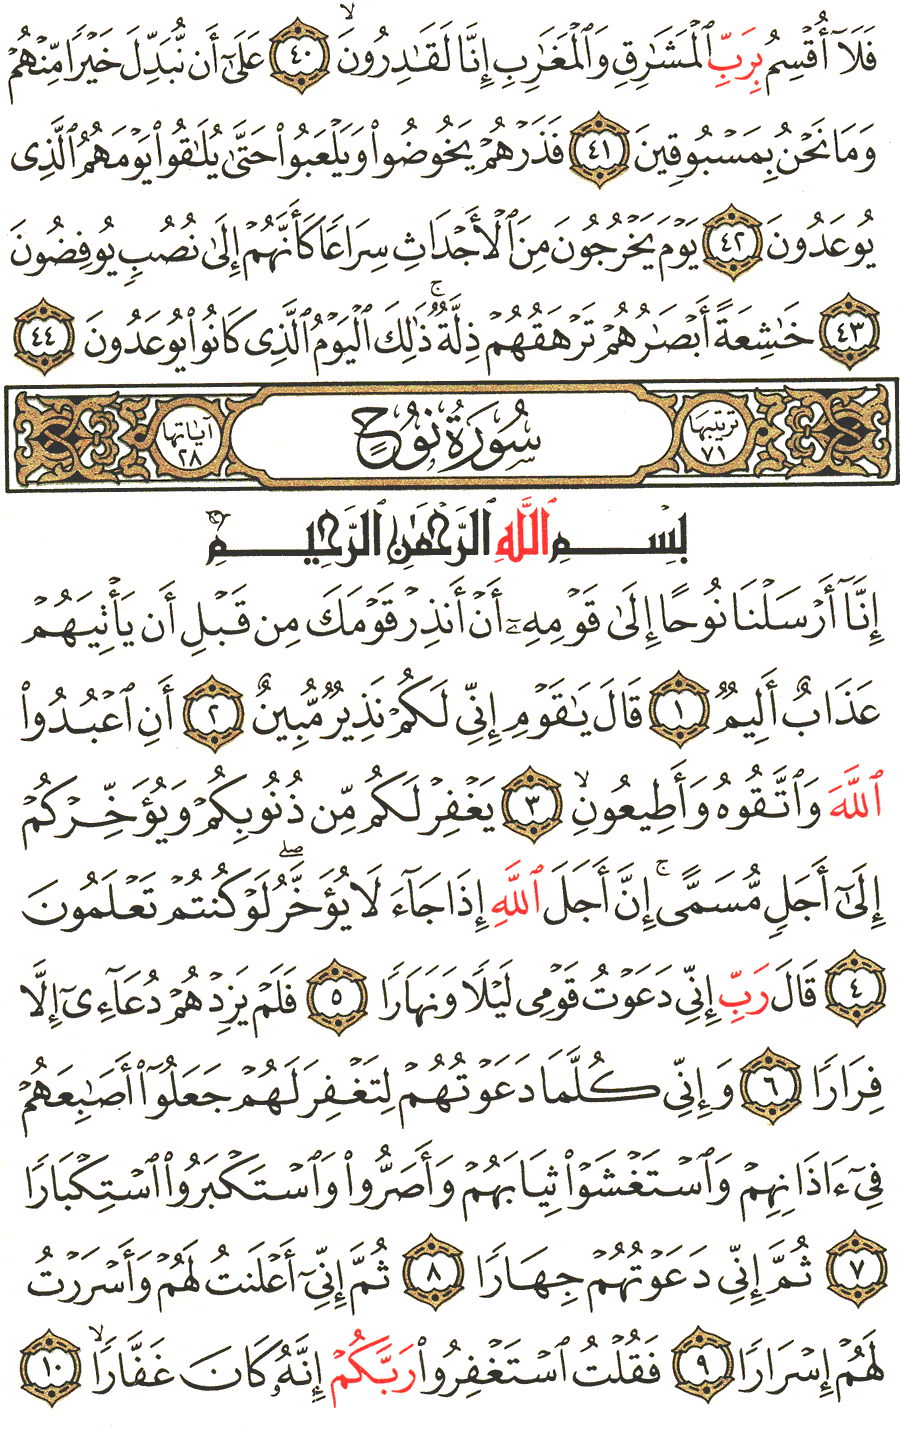 فَلَآ أُقْسِمُ بِرَبِّ ٱلْمَشَٰرِقِ وَٱلْمَغَٰرِبِ إِنَّا لَقَٰدِرُونَ ۙ ٤٠ عَلَىٰٓ أَن نُّبَدِّلَ خَيْرًا مِّنْهُمْ
وَمَا نَحْنُ بِمَسْبُوقِينَ ٤١ فَذَرْهُمْ يَخُوضُوا۟ وَيَلْعَبُوا۟ حَتَّىٰ يُلَٰقُوا۟ يَوْمَهُمُ ٱلَّذِى
يُوعَدُونَ ٤٢ يَوْمَ يَخْرُجُونَ مِنَ ٱلْأَجْدَاثِ سِرَاعًا كَأَنَّهُمْ إِلَىٰ نُصُبٍ يُوفِضُونَ
٤٣ خَٰشِعَةً أَبْصَٰرُهُمْ تَرْهَقُهُمْ ذِلَّةٌ ۚ ذَٰلِكَ ٱلْيَوْمُ ٱلَّذِى كَانُوا۟ يُوعَدُونَ ٤٤
ترتيبها ٧١ سُورَةُ نُوحٍ آياتها ٢٨
بِسْمِ ٱللَّهِ ٱلرَّحْمَٰنِ ٱلرَّحِيمِ
إِنَّآ أَرْسَلْنَا نُوحًا إِلَىٰ قَوْمِهِۦٓ أَنْ أَنذِرْ قَوْمَكَ مِن قَبْلِ أَن يَأْتِيَهُمْ
عَذَابٌ أَلِيمٌ ١ قَالَ يَٰقَوْمِ إِنِّى لَكُمْ نَذِيرٌ مُّبِينٌ ٢ أَنِ ٱعْبُدُوا۟
ٱللَّهَ وَٱتَّقُوهُ وَأَطِيعُونِ ۙ ٣ يَغْفِرْ لَكُم مِّن ذُنُوبِكُمْ وَيُؤَخِّرْكُمْ
إِلَىٰٓ أَجَلٍ مُّسَمًّى ۚ إِنَّ أَجَلَ ٱللَّهِ إِذَا جَآءَ لَا يُؤَخَّرُ ۖ لَوْ كُنتُمْ تَعْلَمُونَ
٤ قَالَ رَبِّ إِنِّى دَعَوْتُ قَوْمِى لَيْلًا وَنَهَارًا ٥ فَلَمْ يَزِدْهُمْ دُعَآءِىٓ إِلَّا
فِرَارًا ٦ وَإِنِّى كُلَّمَا دَعَوْتُهُمْ لِتَغْفِرَ لَهُمْ جَعَلُوٓا۟ أَصَٰبِعَهُمْ
فِىٓ ءَاذَانِهِمْ وَٱسْتَغْشَوْا۟ ثِيَابَهُمْ وَأَصَرُّوا۟ وَٱسْتَكْبَرُوا۟ ٱسْتِكْبَارًا
٧ ثُمَّ إِنِّى دَعَوْتُهُمْ جِهَارًا ٨ ثُمَّ إِنِّىٓ أَعْلَنتُ لَهُمْ وَأَسْرَرْتُ
لَهُمْ إِسْرَارًا ٩ فَقُلْتُ ٱسْتَغْفِرُوا۟ رَبَّكُمْ إِنَّهُۥ كَانَ غَفَّارًا ۙ ١٠